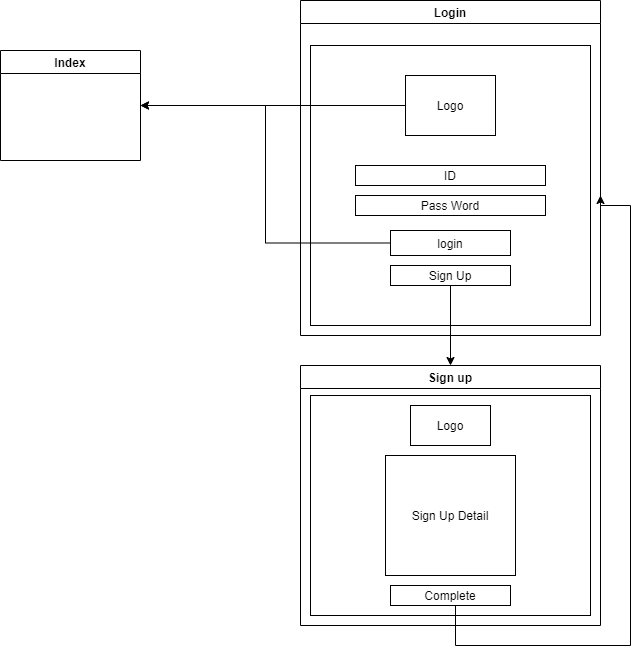 Login
Index
Logo
ID
Pass Word
login
Sign Up
Sign up
Logo
Sign Up Detail
Complete